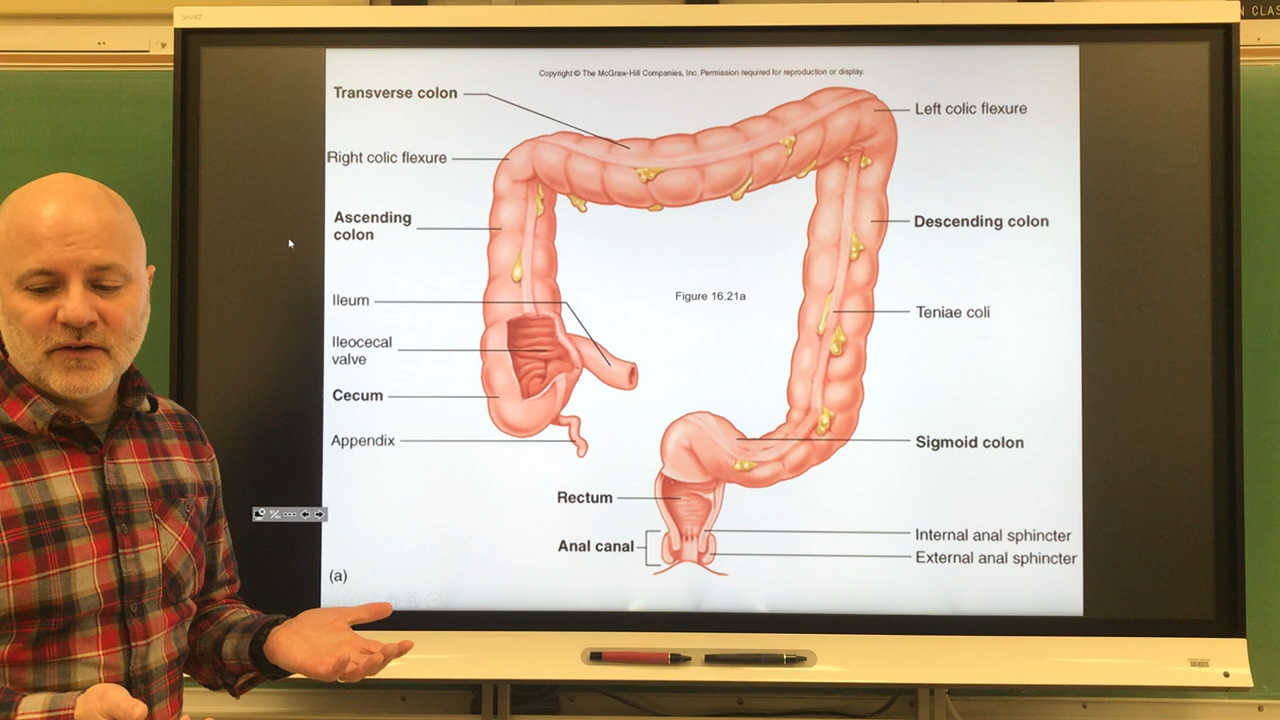 SMART
N CLAS
Copyright © The McGraw-Hill Companies, Inc. Permission required for reproduction or display.
Transverse colon
Left colic flexure
Right colic flexure
Ascending
colon
Descending colon
Figure 16.21a
Ileum
Teniae coli
Ileocecal
valve
Cecum
Appendix
Sigmoid colon
Rectum
Internal anal sphincter
Anal canal
External anal sphincter
(a)